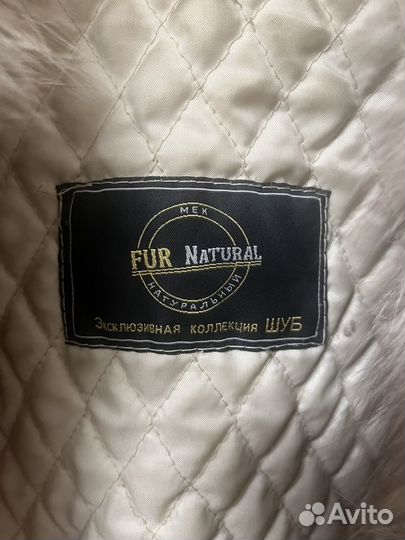 МЕХ
FUR NATURAL
НАТУРАЛЬНЫЙ
ЭКСКЛЮЗИВНАЯ КОЛЛЕКЦИЯ ШУБ
Avito